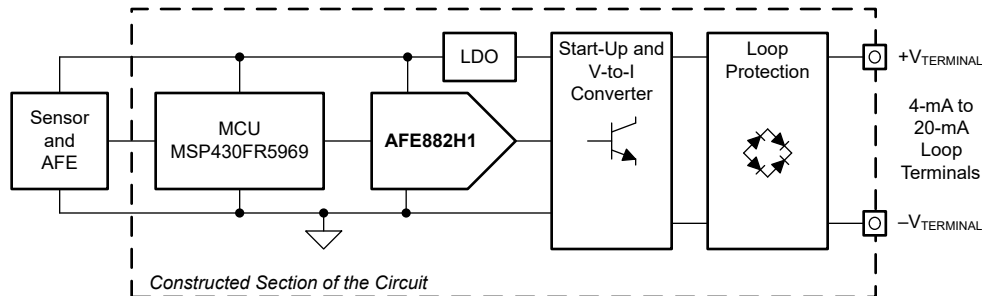 Sensor
and
AFE
MCU
MSP430FR5969
AFE882H1
LDO
Start-Up and
V-to-I
Converter
Loop
Protection
+VTERMINAL
4-mA to
20-mA
Loop
Terminals
–VTERMINAL
Constructed Section of the Circuit